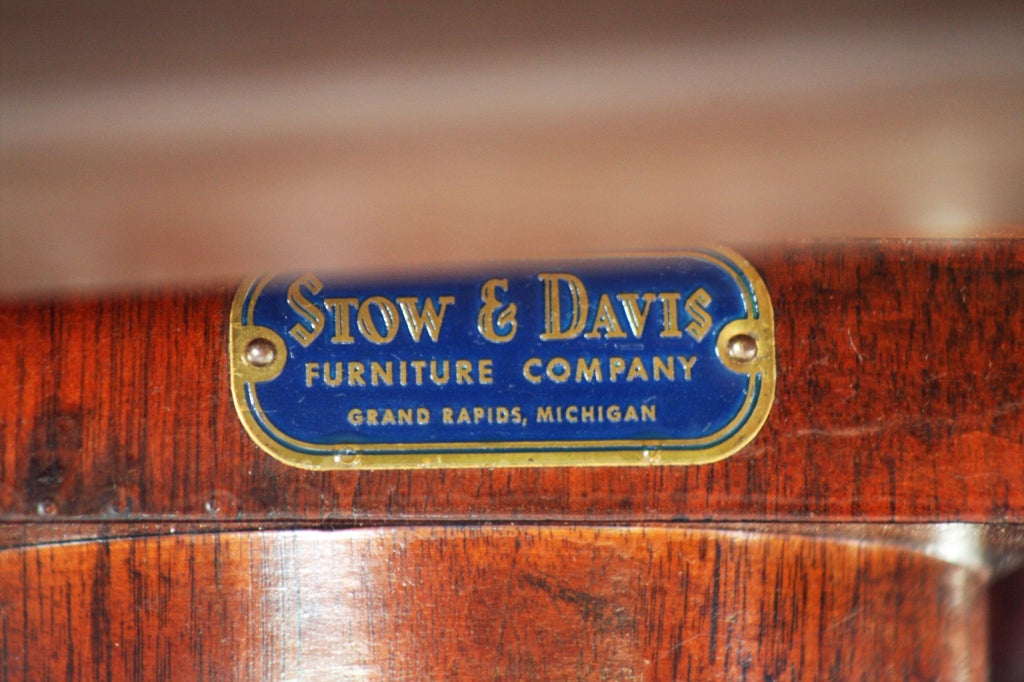 STOW & DAVIS
FURNITURE COMPANY
GRAND RAPIDS, MICHIGAN